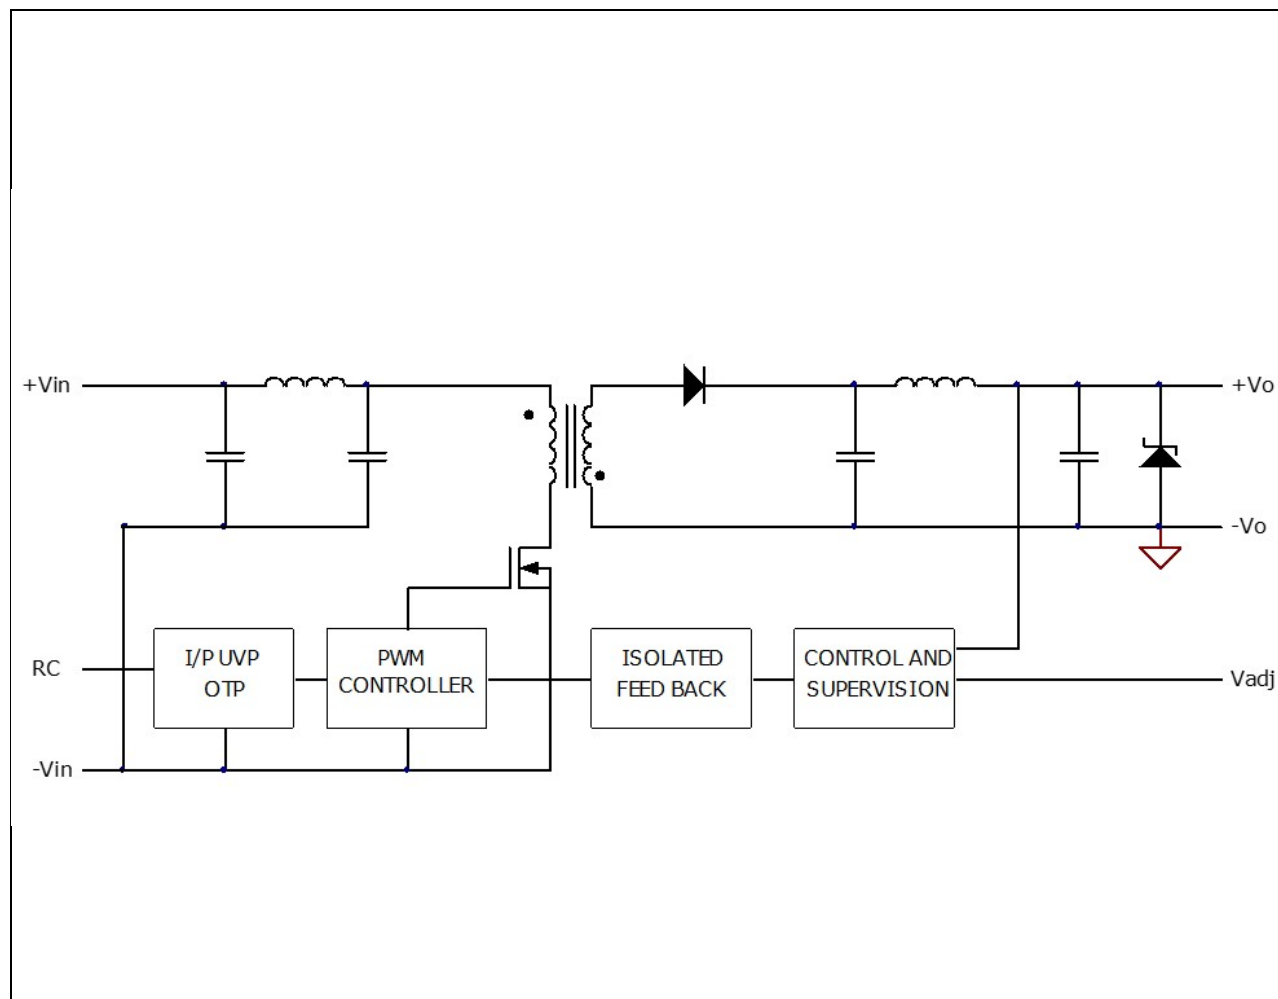 +Vin
+Vo
-Vo
RC
I/P UVP
OTP
PWM
CONTROLLER
ISOLATED
FEED BACK
CONTROL AND
SUPERVISION
Vadj
-Vin